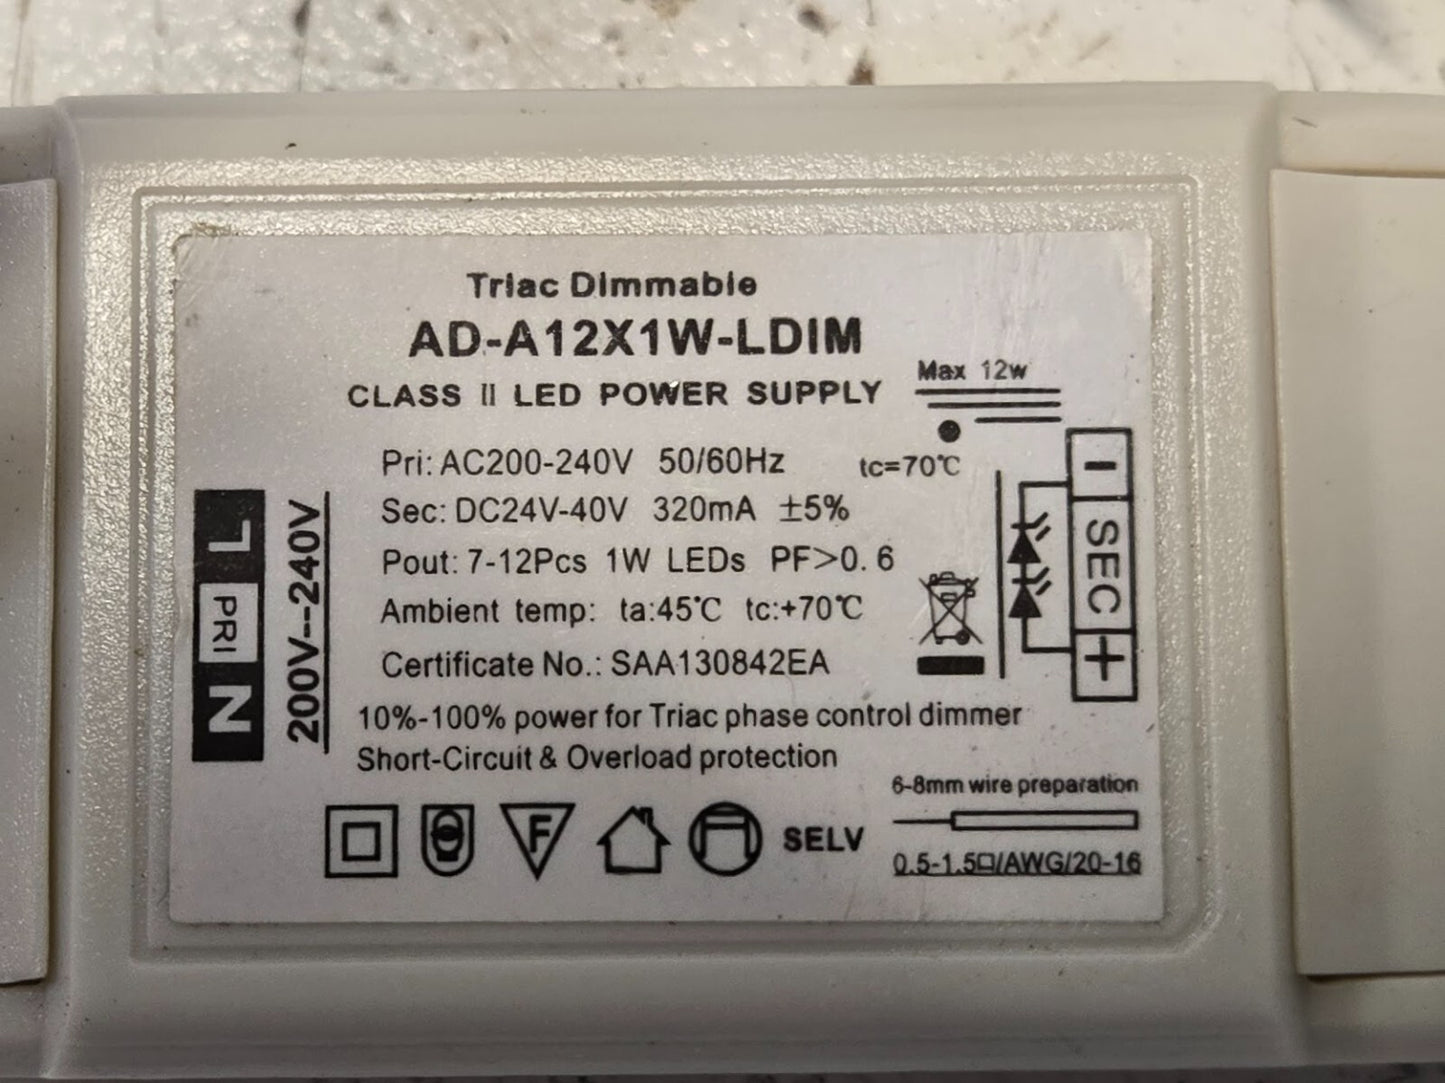 Triac Dimmable
AD-A12X1W-LDIM
CLASS II LED POWER SUPPLY
Max 12w
Pri: AC200-240V 50/60Hz
tc=70℃
Sec: DC24V-40V 320mA ±5%
Pout: 7-12Pcs 1W LEDs PF>0.6
Ambient temp: ta:45℃ tc:+70℃
Certificate No.: SAA130842EA
10%-100% power for Triac phase control dimmer
Short-Circuit & Overload protection
L
PRI
N
200V--240V
-
SEC
+
6-8mm wire preparation
0.5-1.5□/AWG/20-16
F
SELV